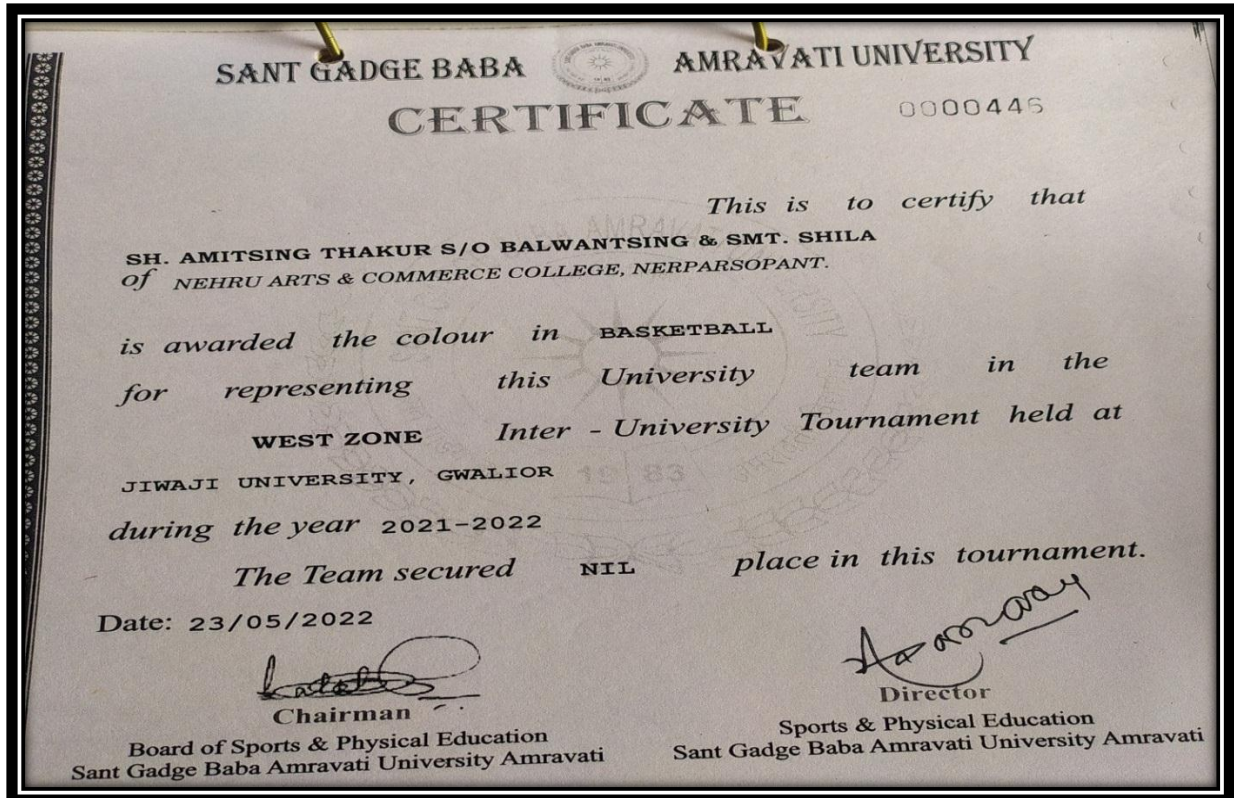 SANT GADGE BABA AMRAVATI UNIVERSITY
CERTIFICATE 0000446
This is to certify that
SH. AMITSING THAKUR S/O BALWANTSING & SMT. SHILA
of NEHRU ARTS & COMMERCE COLLEGE, NERPARSOPANT.
is awarded the colour in BASKETBALL
for representing this University team in the
WEST ZONE Inter - University Tournament held at
JIWAJI UNIVERSITY, GWALIOR
1983
during the year 2021-2022
The Team secured NIL place in this tournament.
Date: 23/05/2022
Chairman Director
Board of Sports & Physical Education Sports & Physical Education
Sant Gadge Baba Amravati University Amravati Sant Gadge Baba Amravati University Amravati